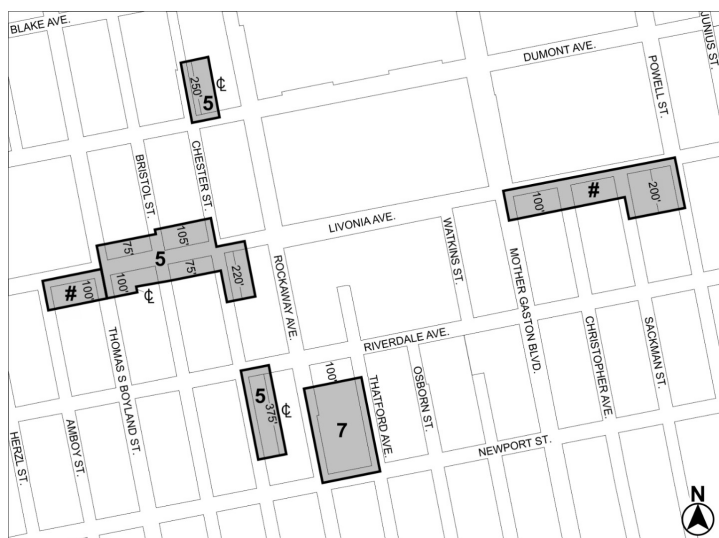 BLAKE AVE.
JUNIUS ST.
DUMONT AVE.
POWELL ST.
250'
5
℄
CHESTER ST.
BRISTOL ST.
#
100'
200'
LIVONIA AVE.
WATKINS ST.
75'
105'
5
#
100'
100'
75'
220'
℄
ROCKAWAY AVE.
MOTHER GASTON BLVD.
THOMAS S BOYLAND ST.
CHRISTOPHER AVE.
SACKMAN ST.
RIVERDALE AVE.
100'
5
375'
℄
THATFORD AVE.
OSBORN ST.
7
NEWPORT ST.
HERZL ST.
AMBOY ST.
N